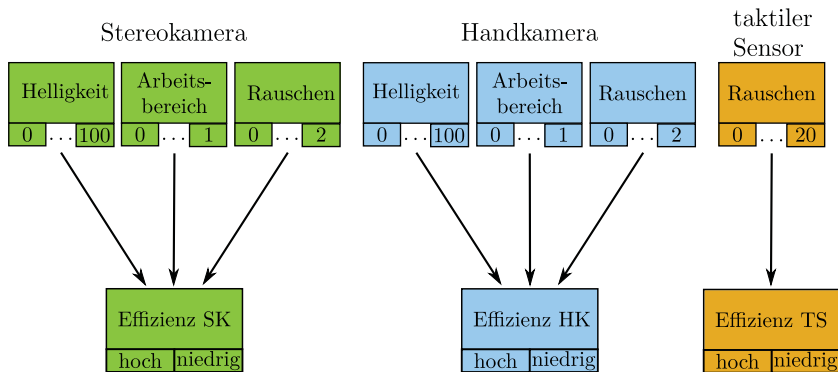 Stereokamera
Handkamera
taktiler
Sensor
Helligkeit
Arbeits-
bereich
Rauschen
Helligkeit
Arbeits-
bereich
Rauschen
Rauschen
0 ... 100
0 ... 1
0 ... 2
0 ... 100
0 ... 1
0 ... 2
0 ... 20
Effizienz SK
Effizienz HK
Effizienz TS
hoch niedrig
hoch niedrig
hoch niedrig